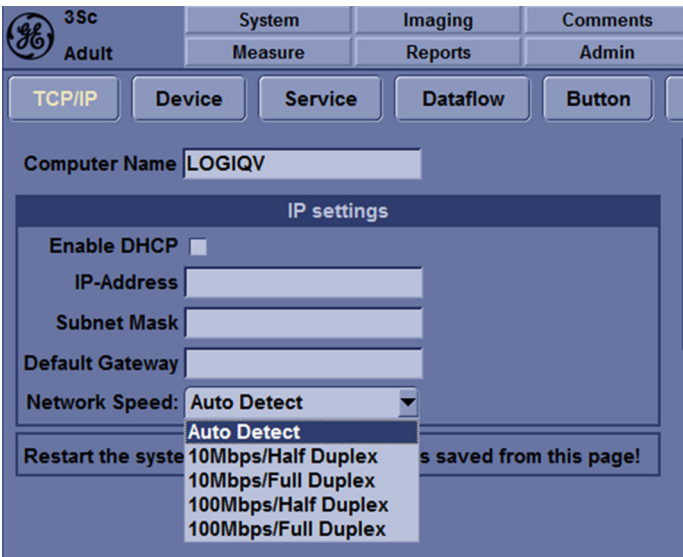 3Sc
Adult
System Imaging Comments
Measure Reports Admin
TCP/IP Device Service Dataflow Button
Computer Name LOGIQV
IP settings
Enable DHCP
IP-Address
Subnet Mask
Default Gateway
Network Speed: Auto Detect
Auto Detect
10Mbps/Half Duplex
10Mbps/Full Duplex
100Mbps/Half Duplex
100Mbps/Full Duplex
Restart the syste s saved from this page!